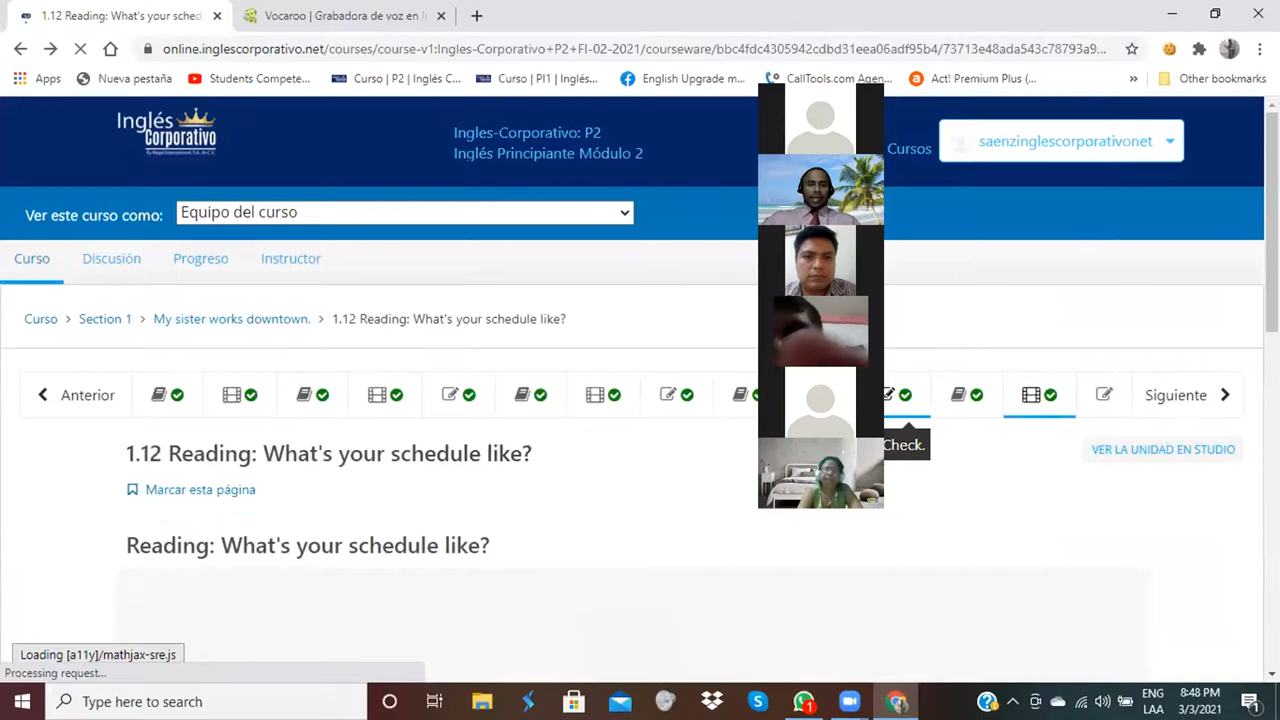 1.12 Reading: What's your sched
Vocaroo | Grabadora de voz en l
online.inglescorporativo.net/courses/course-v1:Ingles-Corporativo+P2+FI-02-2021/courseware/bbc4fdc4305942cdbd31eea06adf95b4/73713e48ada543c78793a9...
Apps
Nueva pestaña
Students Compete...
Curso | P2 | Inglés C...
Curso | PI1 | Inglés...
English Upgrade m...
CallTools.com Agen...
Act! Premium Plus (...
»
Other bookmarks
Inglés
Corporativo
Ingles-Corporativo: P2
Inglés Principiante Módulo 2
Cursos
saenzinglescorporativonet
Ver este curso como:
Equipo del curso
Curso
Discusión
Progreso
Instructor
Curso > Section 1 > My sister works downtown. > 1.12 Reading: What's your schedule like?
Anterior
Siguiente
Check.
1.12 Reading: What's your schedule like?
VER LA UNIDAD EN STUDIO
Marcar esta página
Reading: What's your schedule like?
Loading [a11y]/mathjax-sre.js
Processing request...
Type here to search
1
ENG
LAA
8:48 PM
3/3/2021
1